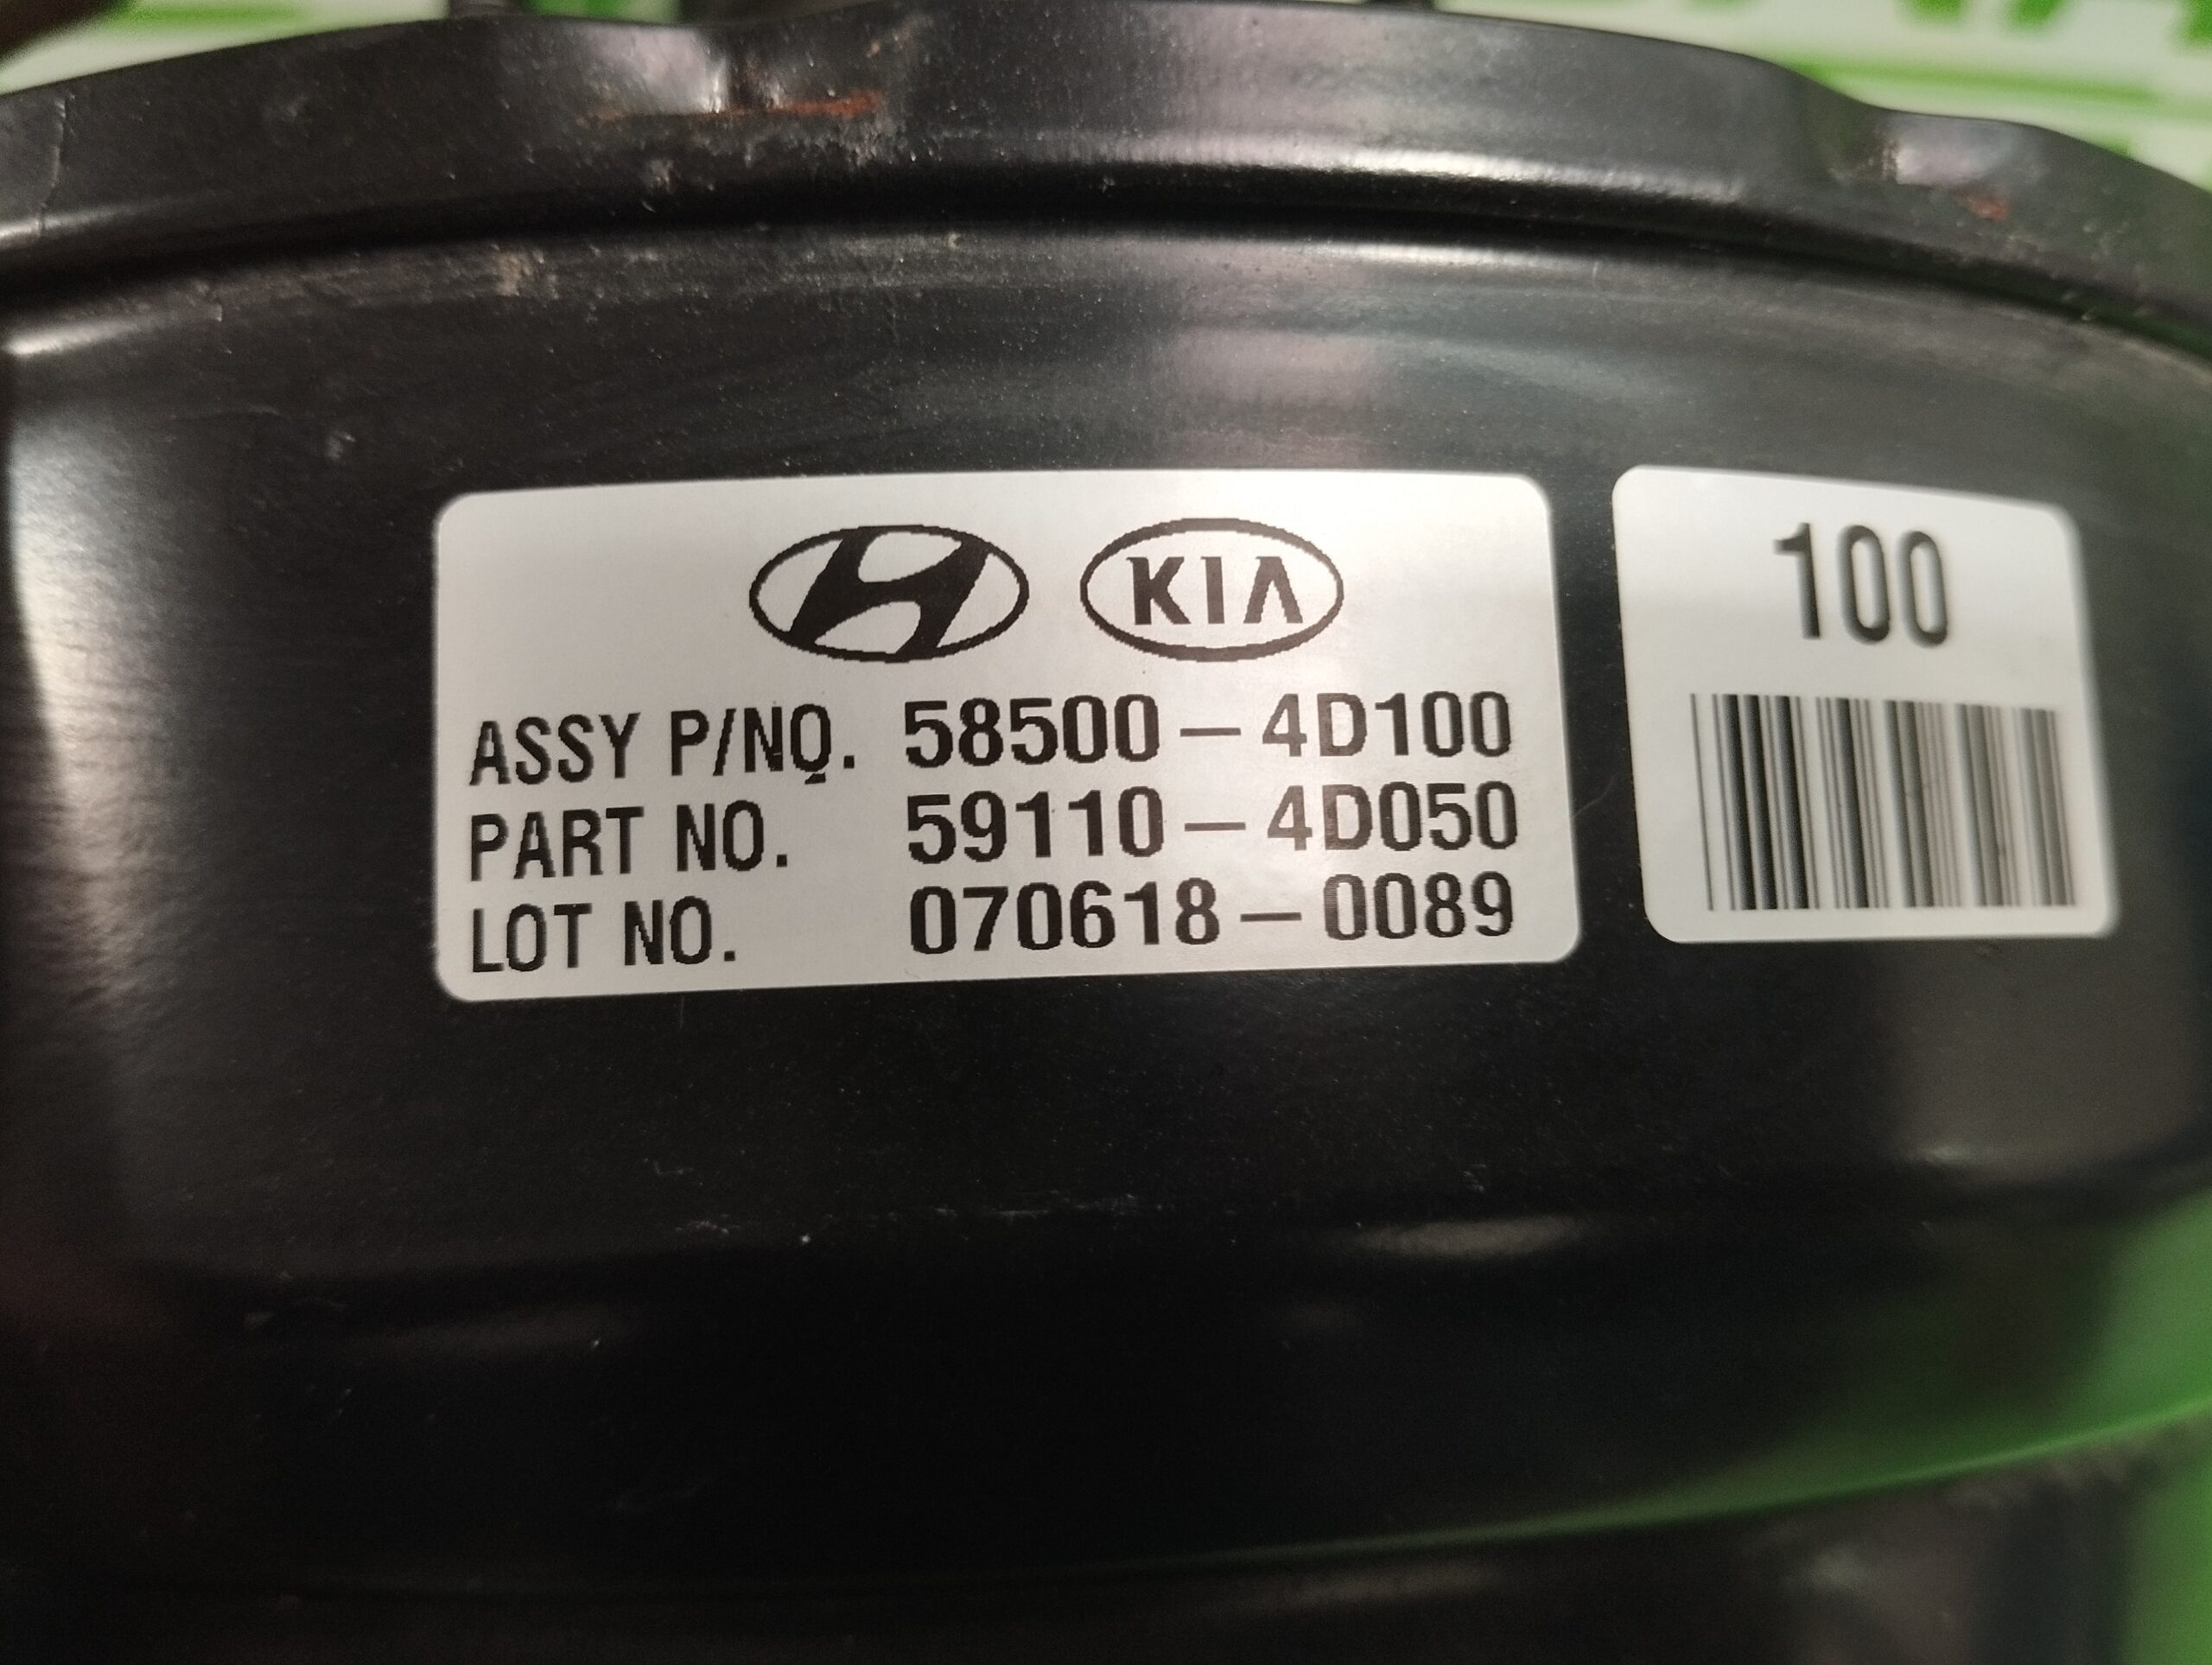 KIA
ASSY P/NO. 58500-4D100
PART NO. 59110-4D050
LOT NO. 070618-0089
100